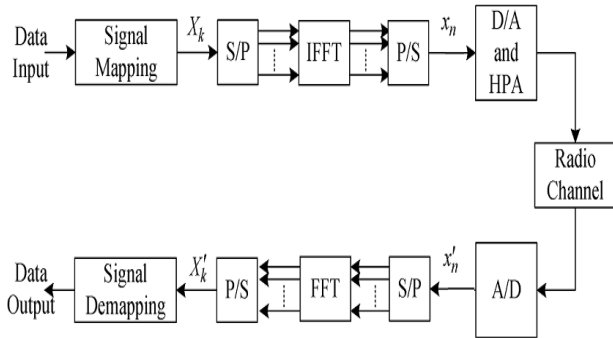 Data
Input
Signal
Mapping
X_k
S/P
IFFT
P/S
x_n
D/A
and
HPA
Radio
Channel
Data
Output
Signal
Demapping
X'_k
P/S
FFT
S/P
x'_n
A/D